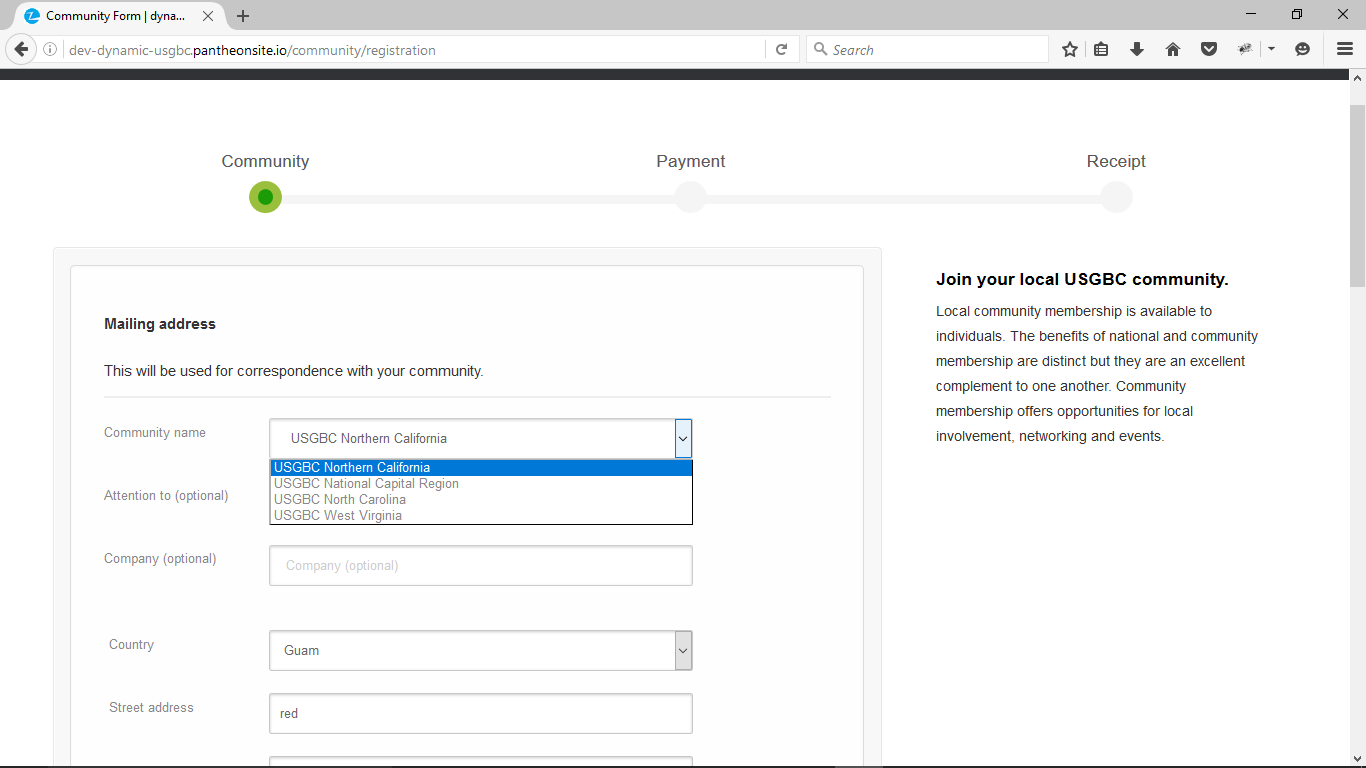 Community Form | dyna...
dev-dynamic-usgbc.pantheonsite.io/community/registration
Search
Community
Payment
Receipt
Mailing address
This will be used for correspondence with your community.
Community name
USGBC Northern California
USGBC Northern California
USGBC National Capital Region
USGBC North Carolina
USGBC West Virginia
Attention to (optional)
Company (optional)
Company (optional)
Country
Guam
Street address
red
Join your local USGBC community.
Local community membership is available to
individuals. The benefits of national and community
membership are distinct but they are an excellent
complement to one another. Community
membership offers opportunities for local
involvement, networking and events.